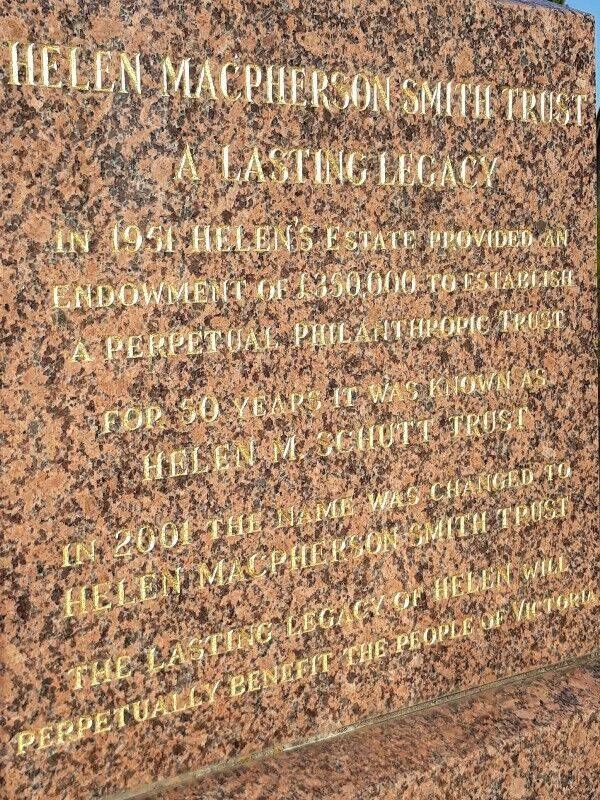 HELEN MACPHERSON SMITH TRUST
A LASTING LEGACY
IN 1951 HELEN'S ESTATE PROVIDED AN
ENDOWMENT OF £350,000 TO ESTABLISH
A PERPETUAL PHILANTHROPIC TRUST
FOR 50 YEARS IT WAS KNOWN AS
HELEN M. SCHUTT TRUST
IN 2001 THE NAME WAS CHANGED TO
HELEN MACPHERSON SMITH TRUST
THE LASTING LEGACY OF HELEN WILL
PERPETUALLY BENEFIT THE PEOPLE OF VICTORIA